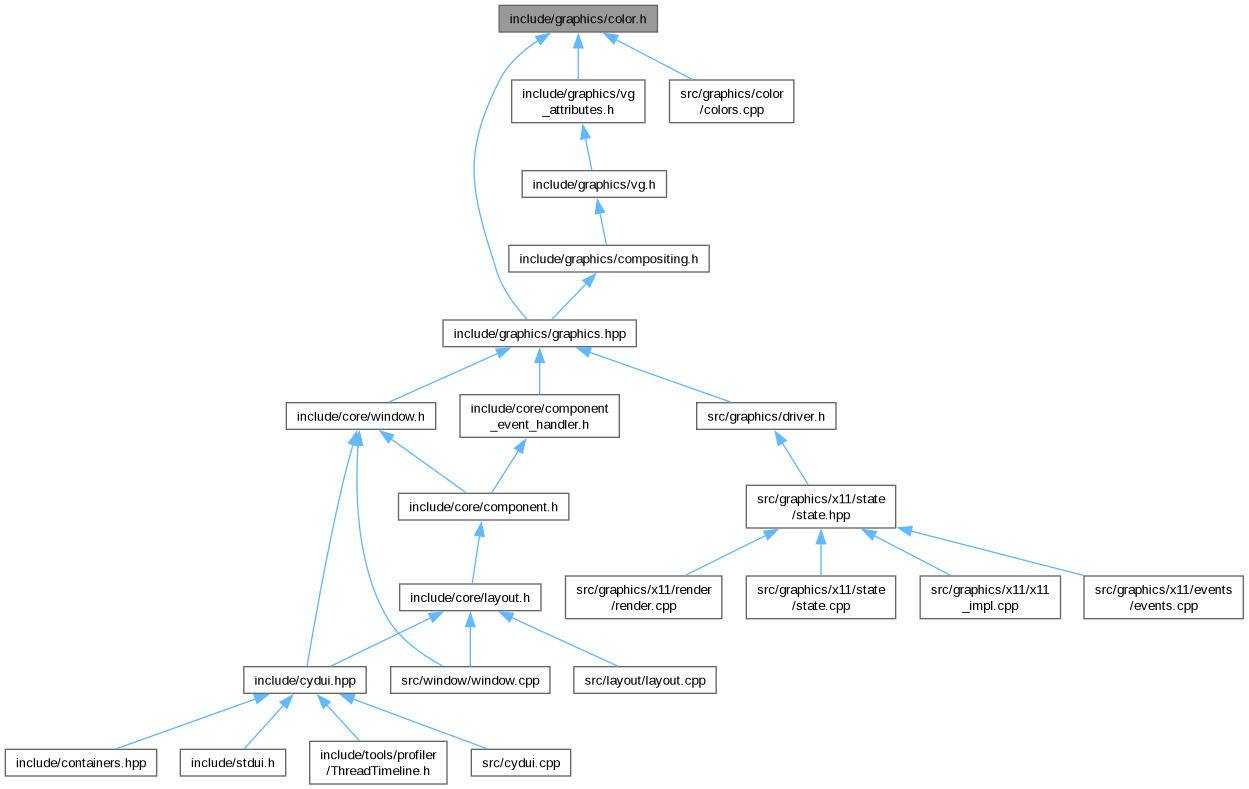 include/graphics/color.h
include/graphics/vg
_attributes.h
src/graphics/color
/colors.cpp
include/graphics/vg.h
include/graphics/compositing.h
include/graphics/graphics.hpp
include/core/window.h
include/core/component
_event_handler.h
src/graphics/driver.h
include/core/component.h
src/graphics/x11/state
/state.hpp
include/core/layout.h
src/graphics/x11/render
/render.cpp
src/graphics/x11/state
/state.cpp
src/graphics/x11/x11
_impl.cpp
src/graphics/x11/events
/events.cpp
include/cydui.hpp
src/window/window.cpp
src/layout/layout.cpp
include/containers.hpp
include/stdui.h
include/tools/profiler
/ThreadTimeline.h
src/cydui.cpp